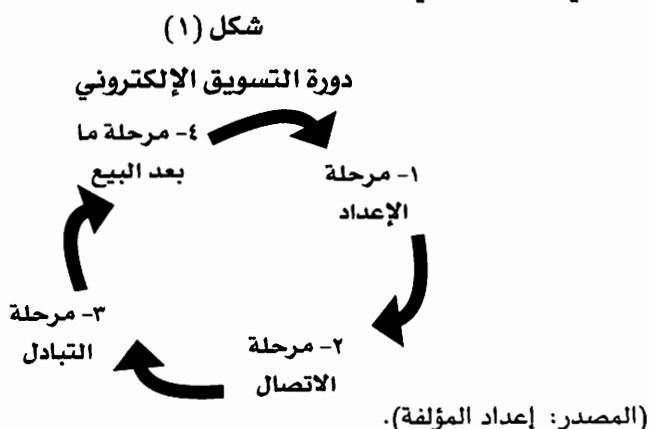 شكل (١)
دورة التسويق الإلكتروني
١- مرحلة
الإعداد
٢- مرحلة
الاتصال
٣- مرحلة
التبادل
٤- مرحلة ما
بعد البيع
(المصدر: إعداد المؤلفة).